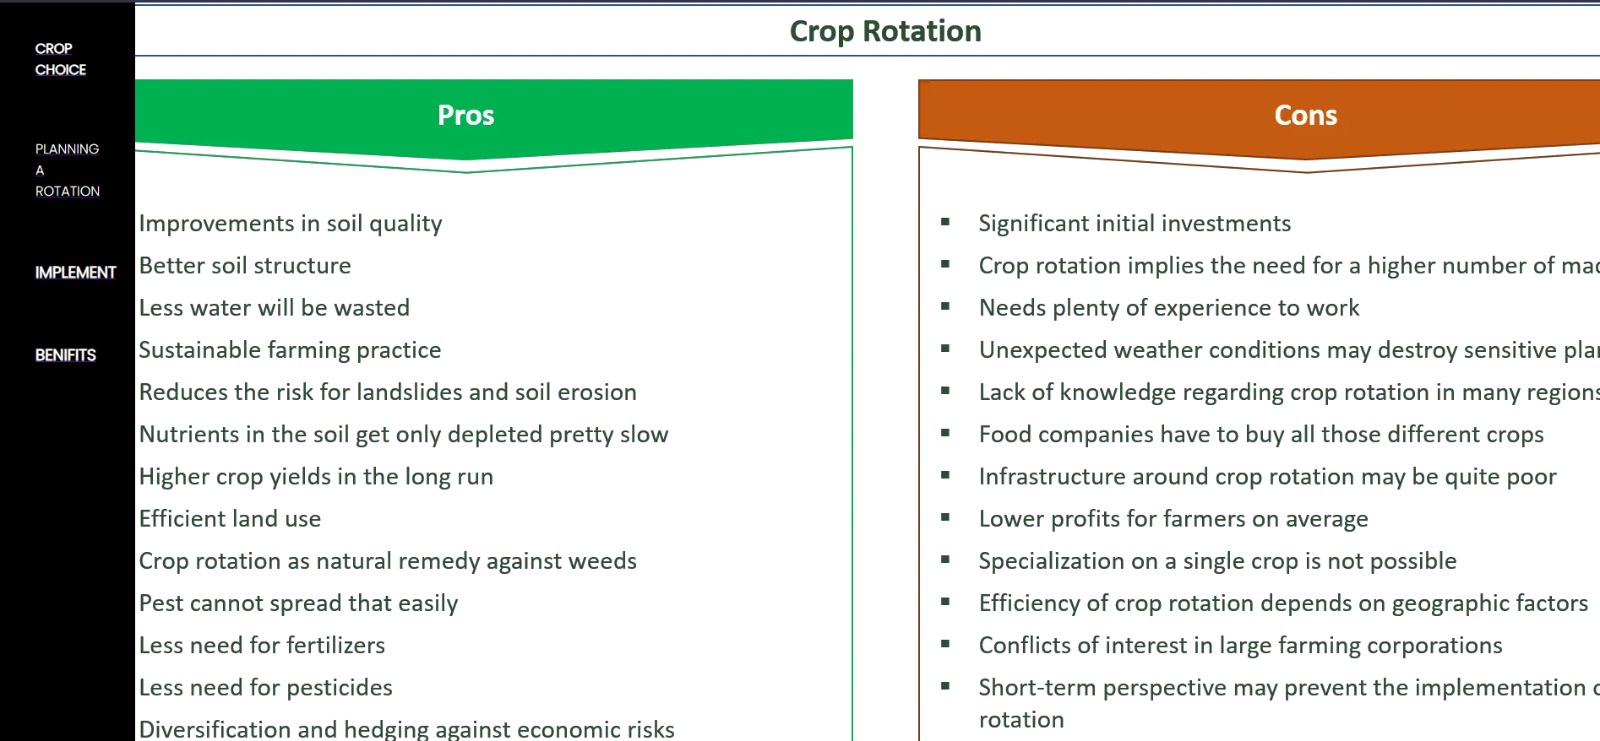 CROP
CHOICE
PLANNING
A
ROTATION
IMPLEMENT
BENIFITS
Crop Rotation
Pros
Improvements in soil quality
Better soil structure
Less water will be wasted
Sustainable farming practice
Reduces the risk for landslides and soil erosion
Nutrients in the soil get only depleted pretty slow
Higher crop yields in the long run
Efficient land use
Crop rotation as natural remedy against weeds
Pest cannot spread that easily
Less need for fertilizers
Less need for pesticides
Diversification and hedging against economic risks
Cons
Significant initial investments
Crop rotation implies the need for a higher number of
Needs plenty of experience to work
Unexpected weather conditions may destroy sensitive
Lack of knowledge regarding crop rotation in many regions
Food companies have to buy all those different crops
Infrastructure around crop rotation may be quite poor
Lower profits for farmers on average
Specialization on a single crop is not possible
Efficiency of crop rotation depends on geographic factors
Conflicts of interest in large farming corporations
Short-term perspective may prevent the implementation
rotation